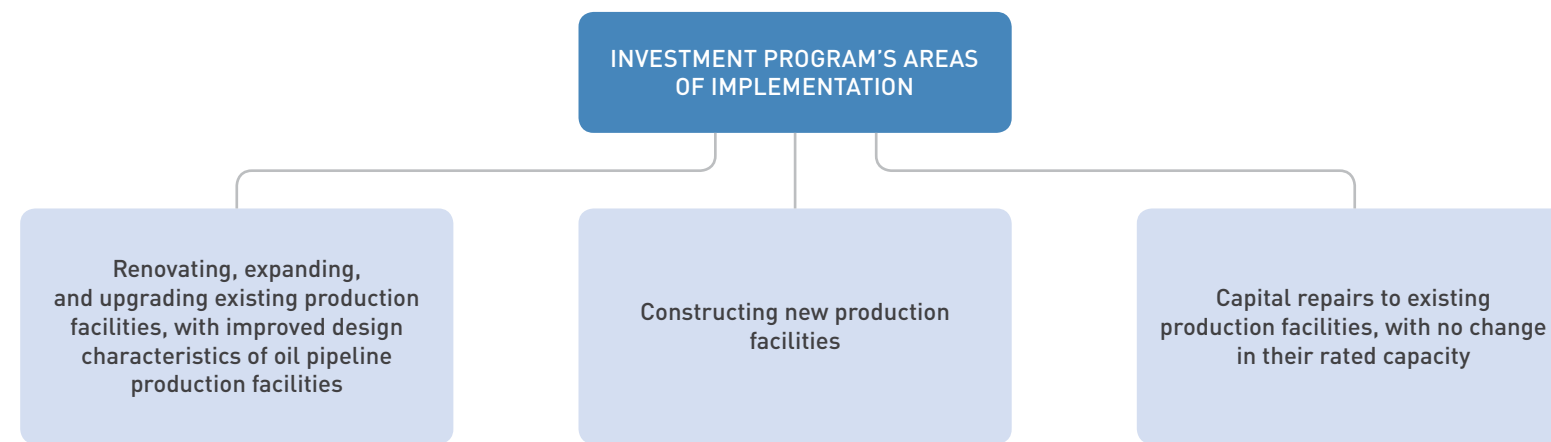 INVESTMENT PROGRAM’S AREAS
OF IMPLEMENTATION
Renovating, expanding,
and upgrading existing production
facilities, with improved design
characteristics of oil pipeline
production facilities
Constructing new production
facilities
Capital repairs to existing
production facilities, with no change
in their rated capacity